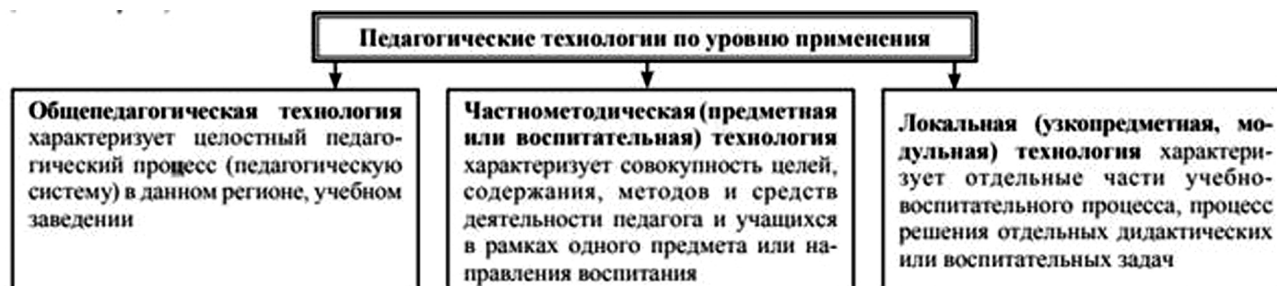 Педагогические технологии по уровню применения
Общепедагогическая технология
характеризует целостный педаго-
гический процесс (педагогическую
систему) в данном регионе, учебном
заведении
Частнометодическая (предметная
или воспитательная) технология
характеризует совокупность целей,
содержания, методов и средств
деятельности педагога и учащихся
в рамках одного предмета или на-
правления воспитания
Локальная (узкопредметная, мо-
дульная) технология характери-
зует отдельные части учебно-
воспитательного процесса, процесс
решения отдельных дидактических
или воспитательных задач